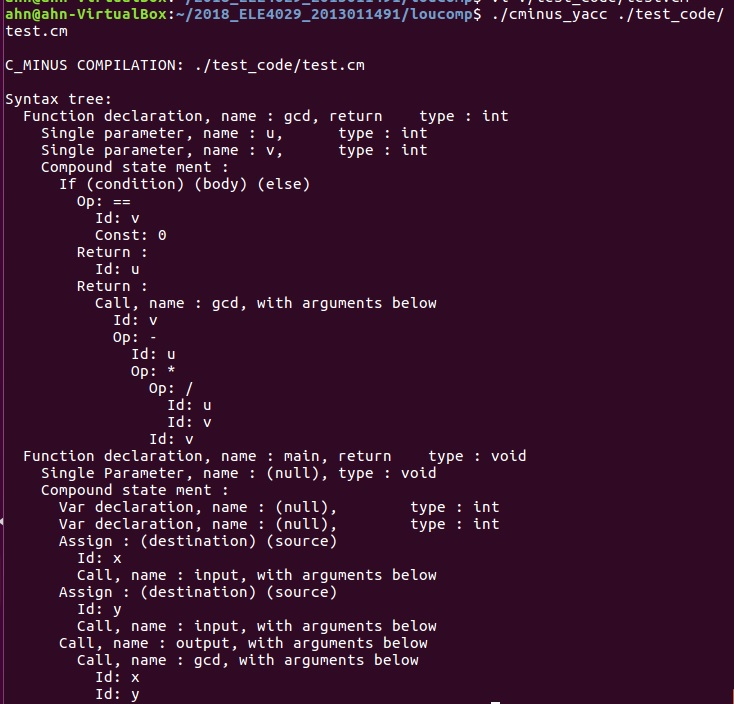 ahn@ahn-VirtualBox:~/2018_ELE4029_2013011491/loucomp$ ./cminus_yacc ./test_code/
test.cm

C_MINUS COMPILATION: ./test_code/test.cm

Syntax tree:
  Function declaration, name : gcd, return    type : int
    Single parameter, name : u,      type : int
    Single parameter, name : v,      type : int
    Compound state ment :
      If (condition) (body) (else)
        Op: ==
          Id: v
          Const: 0
        Return :
          Id: u
        Return :
          Call, name : gcd, with arguments below
            Id: v
            Op: -
              Id: u
              Op: *
                Op: /
                  Id: u
                  Id: v
                Id: v
  Function declaration, name : main, return    type : void
    Single Parameter, name : (null), type : void
    Compound state ment :
      Var declaration, name : (null),        type : int
      Var declaration, name : (null),        type : int
      Assign : (destination) (source)
        Id: x
        Call, name : input, with arguments below
      Assign : (destination) (source)
        Id: y
        Call, name : input, with arguments below
      Call, name : output, with arguments below
        Call, name : gcd, with arguments below
          Id: x
          Id: y